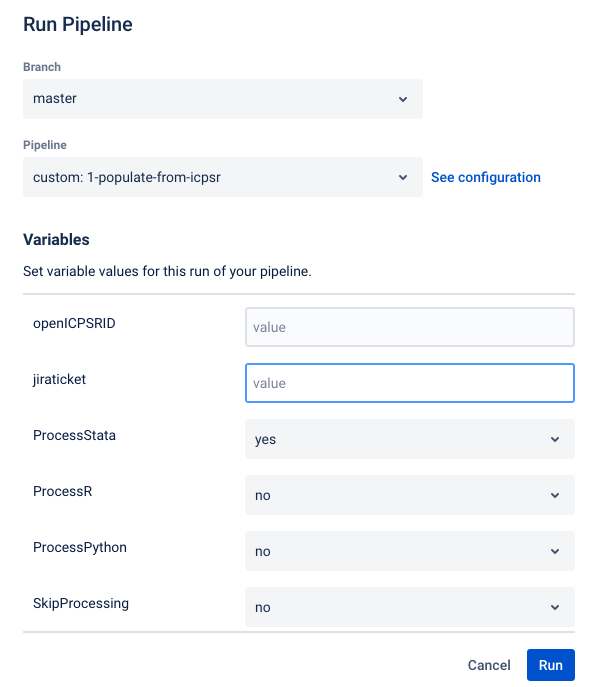 Run Pipeline
Branch
master
Pipeline
custom: 1-populate-from-icpsr
See configuration
Variables
Set variable values for this run of your pipeline.
openICPSRID
value
jiraticket
value
ProcessStata
yes
ProcessR
no
ProcessPython
no
SkipProcessing
no
Cancel
Run